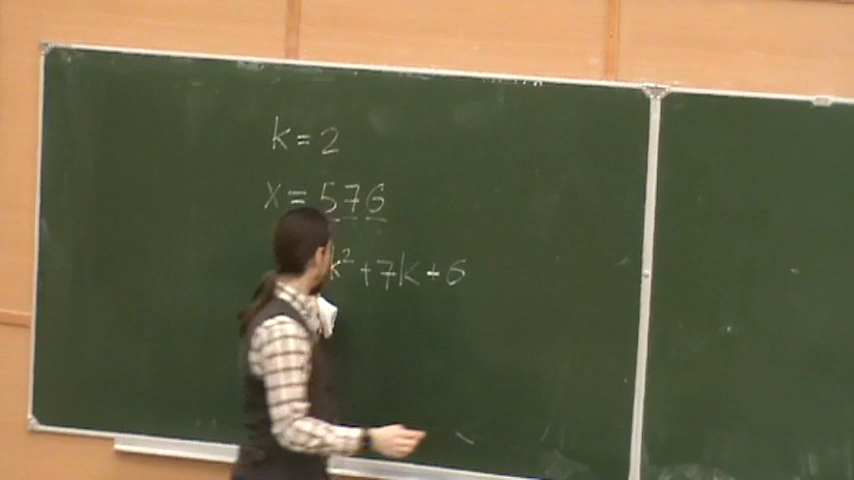 k = 2
x = 576
k² + 7k + 6